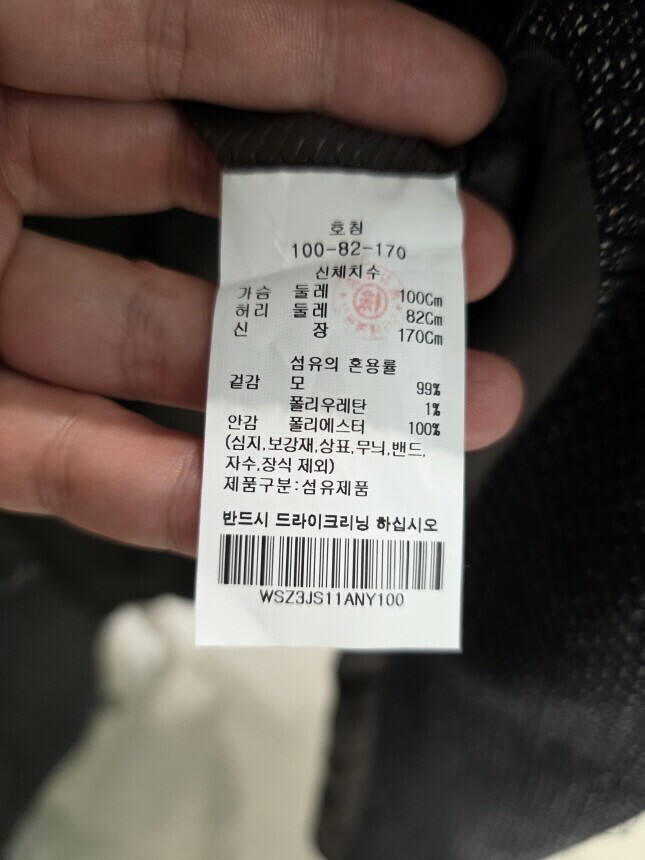 호칭
100-82-170
신체치수
가슴 둘레 100Cm
허리 둘레 82Cm
신 장 170Cm
섬유의 혼용률
겉감 모 99%
폴리우레탄 1%
안감 폴리에스터 100%
(심지,보강재,상표,무늬,밴드,
자수,장식 제외)
제품구분:섬유제품
반드시 드라이크리닝 하십시오
WSZ3JS11ANY100